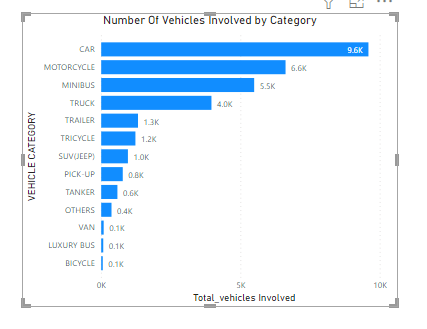 Number Of Vehicles Involved by Category
VEHICLE CATEGORY
CAR 9.6K
MOTORCYCLE 6.6K
MINIBUS 5.5K
TRUCK 4.0K
TRAILER 1.3K
TRICYCLE 1.2K
SUV(JEEP) 1.0K
PICK-UP 0.8K
TANKER 0.6K
OTHERS 0.4K
VAN 0.1K
LUXURY BUS 0.1K
BICYCLE 0.1K
0K 5K 10K
Total_vehicles Involved